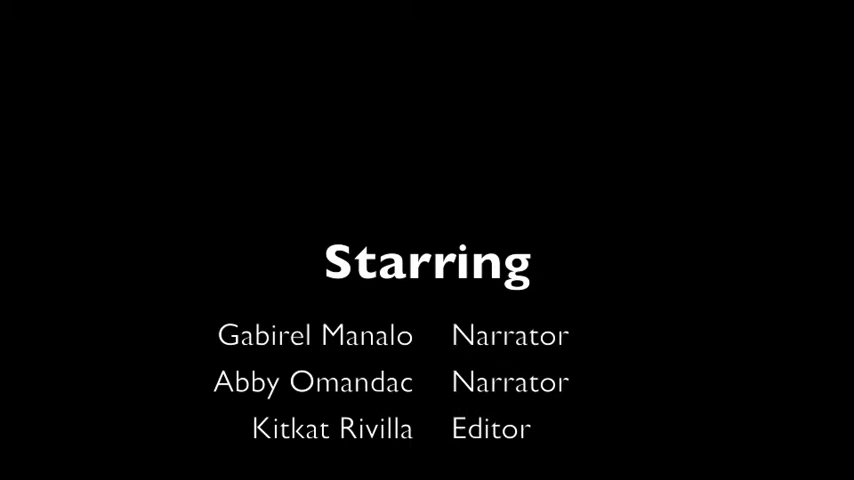 Starring
Gabirel Manalo Narrator
Abby Omandac Narrator
Kitkat Rivilla Editor